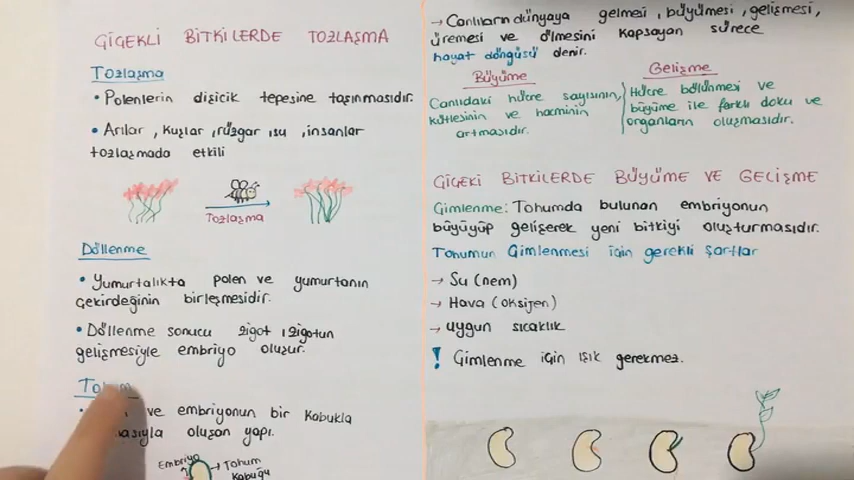 ÇİÇEKLİ BİTKİLERDE TOZLAŞMA
Tozlaşma
• Polenlerin dişicik tepesine taşınmasıdır.
• Arılar, kuşlar, rüzgar, su, insanlar
tozlaşmada etkili
Tozlaşma
Döllenme
• Yumurtalıkta polen ve yumurtanın
çekirdeğinin birleşmesidir.
• Döllenme sonucu zigot, zigotun
gelişmesiyle embriyo oluşur.
ve embriyonun bir kabukla
oluşan yapı.
Embriyo
→ Tohum
kabuğu
→ Canlıların dünyaya gelmesi, büyümesi, gelişmesi,
üremesi ve ölmesini kapsayan sürece
hayat döngüsü denir.
Büyüme
Canlıdaki hücre sayısının,
kütlesinin ve hacminin
artmasıdır.
Gelişme
Hücre bölünmesi ve
büyüme ile farklı doku ve
organların oluşmasıdır.
ÇİÇEKİ BİTKİLERDE BÜYÜME VE GELİŞME
Çimlenme: Tohumda bulunan embriyonun
büyüyüp gelişerek yeni bitkiyi oluşturmasıdır.
Tohumun Çimlenmesi için gerekli Şartlar
→ Su (nem)
→ Hava (oksijen)
→ uygun sıcaklık
! Çimlenme için ışık gerekmez.